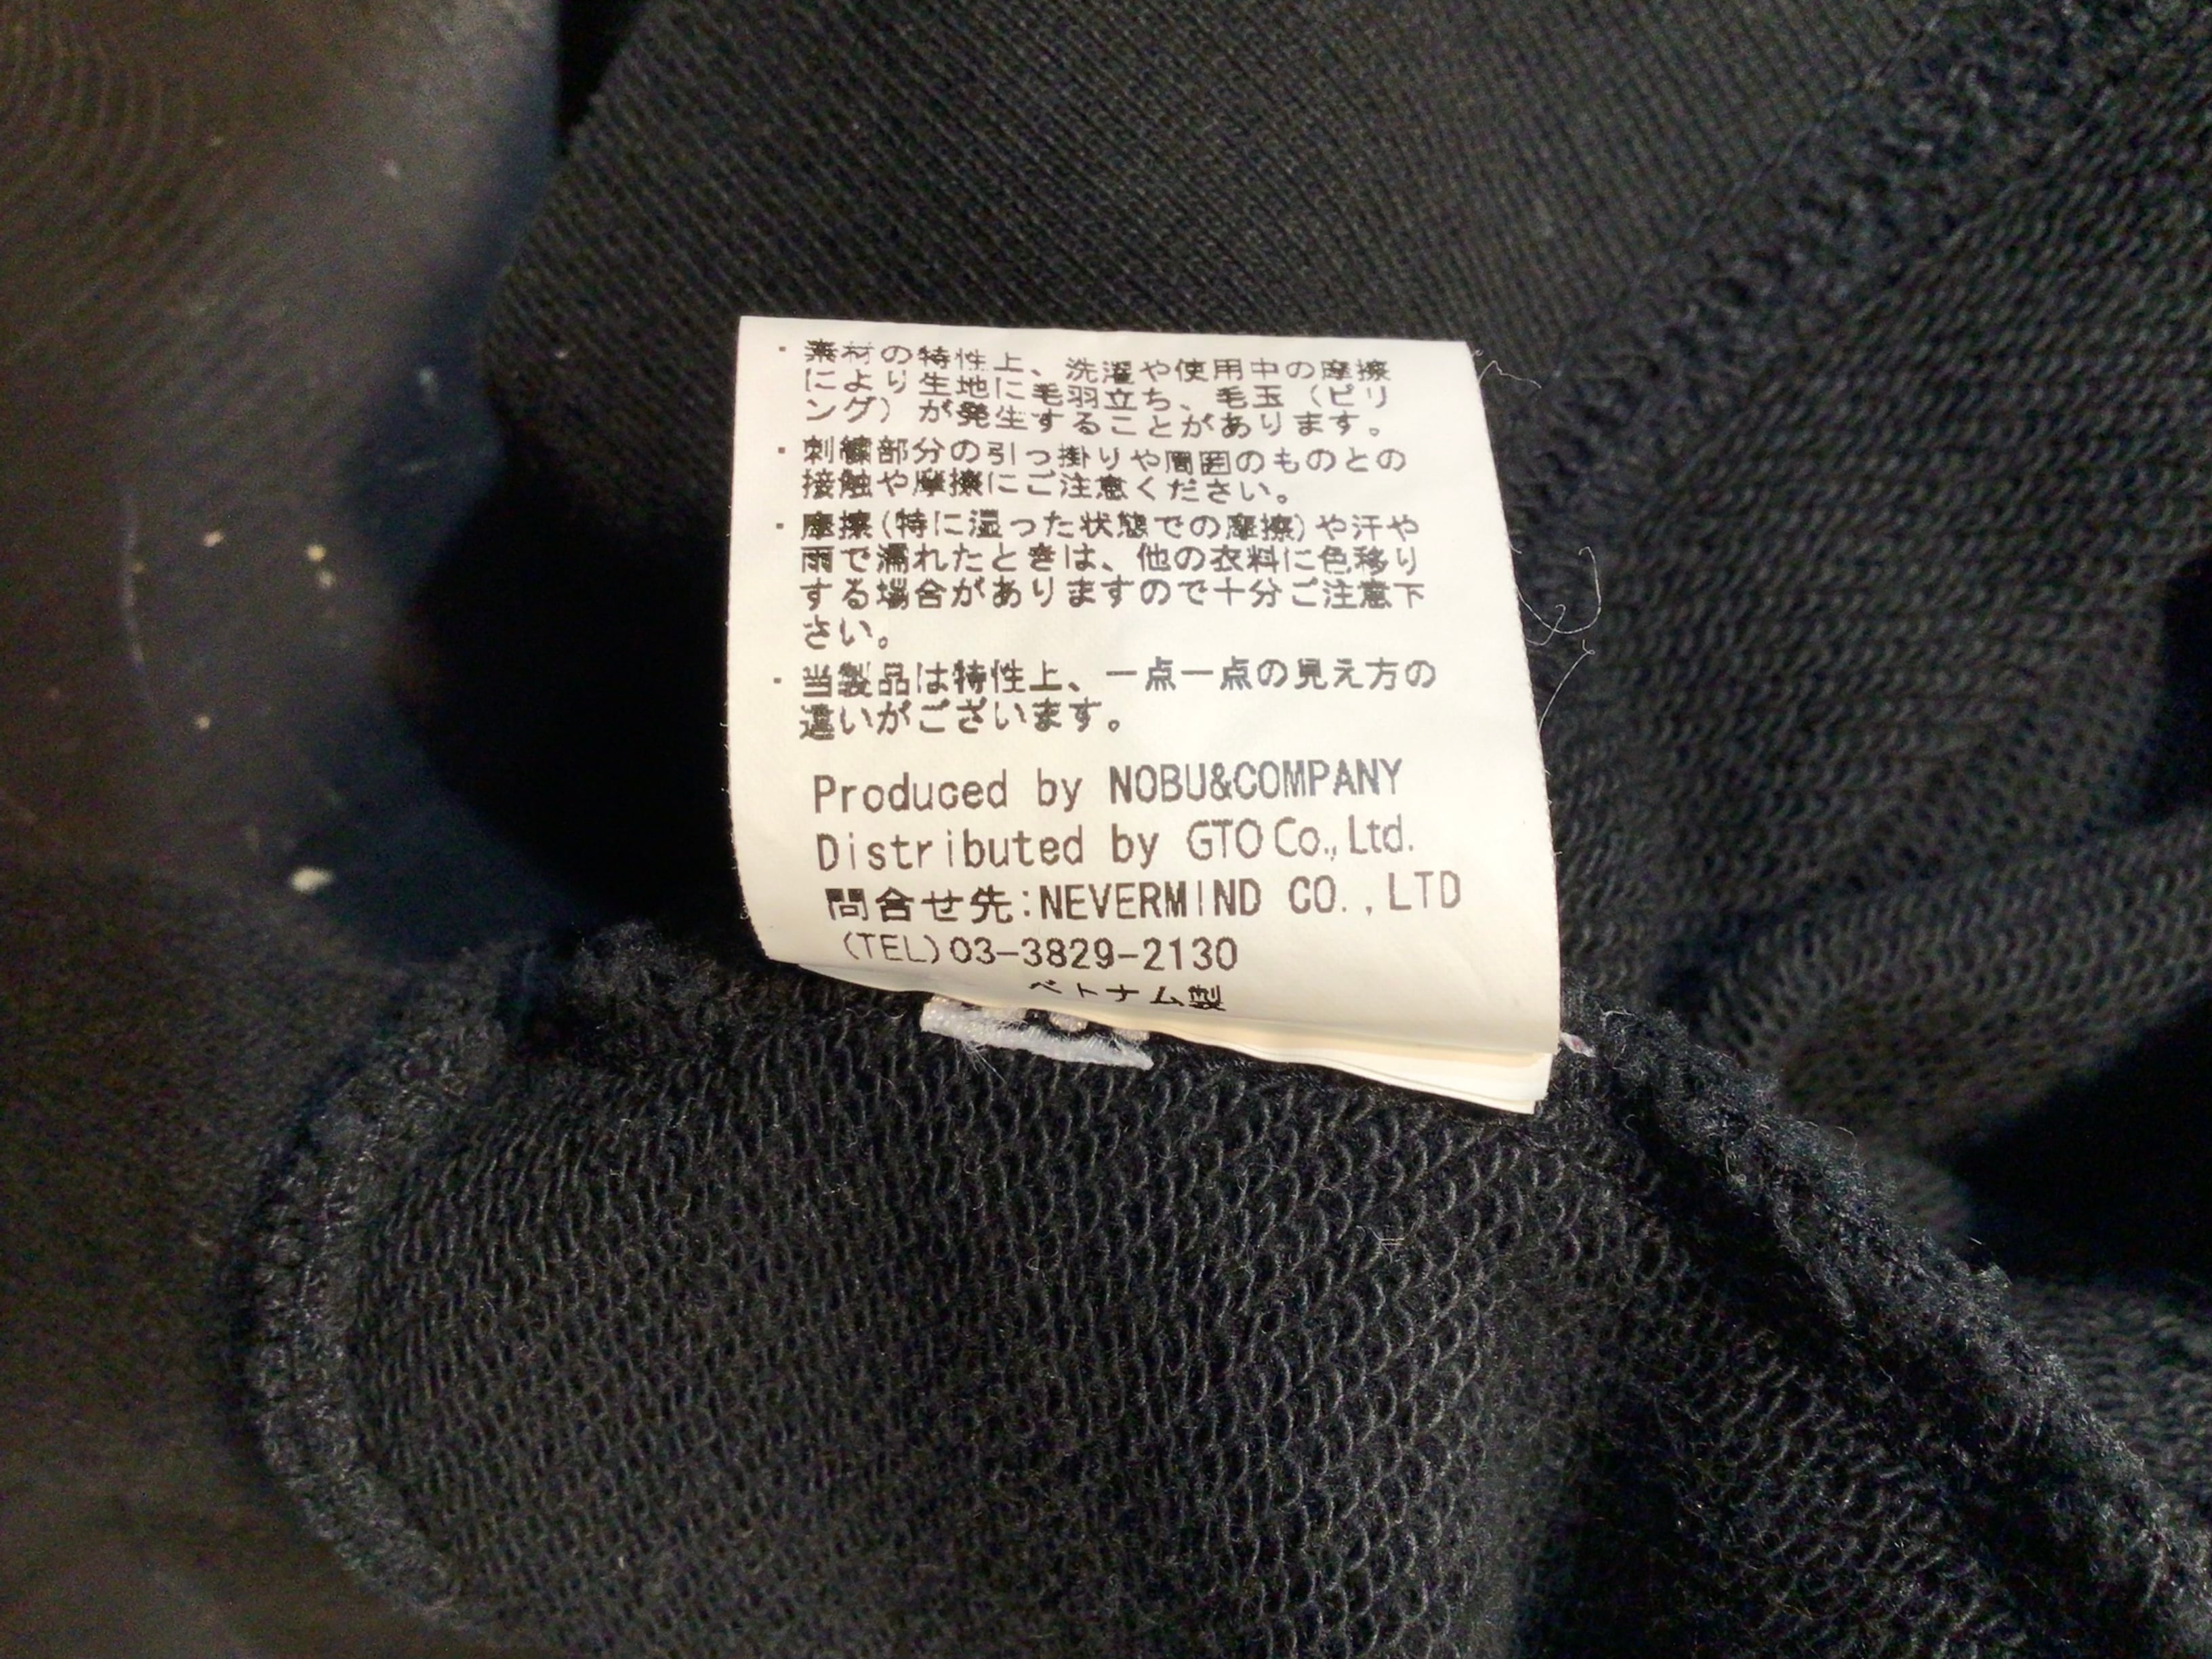 ・素材の特性上、洗濯や使用中の摩擦
により生地に毛羽立ち、毛玉（ピリ
ング）が発生することがあります。
・刺繍部分の引っ掛りや周囲のものとの
接触や摩擦にご注意ください。
・摩擦(特に湿った状態での摩擦)や汗や
雨で濡れたときは、他の衣料に色移り
する場合がありますので十分ご注意下
さい。
・当製品は特性上、一点一点の見え方の
違いがございます。
Produced by NOBU&COMPANY
Distributed by GTO Co., Ltd.
問合せ先:NEVERMIND CO.,LTD
(TEL)03-3829-2130
ベトナム製